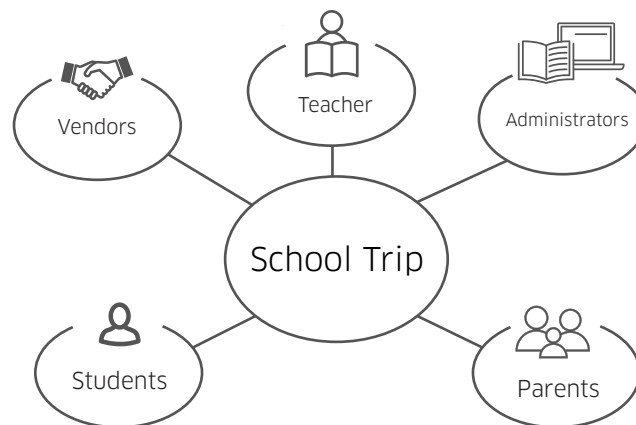 Teacher
Vendors
Administrators
School Trip
Students
Parents